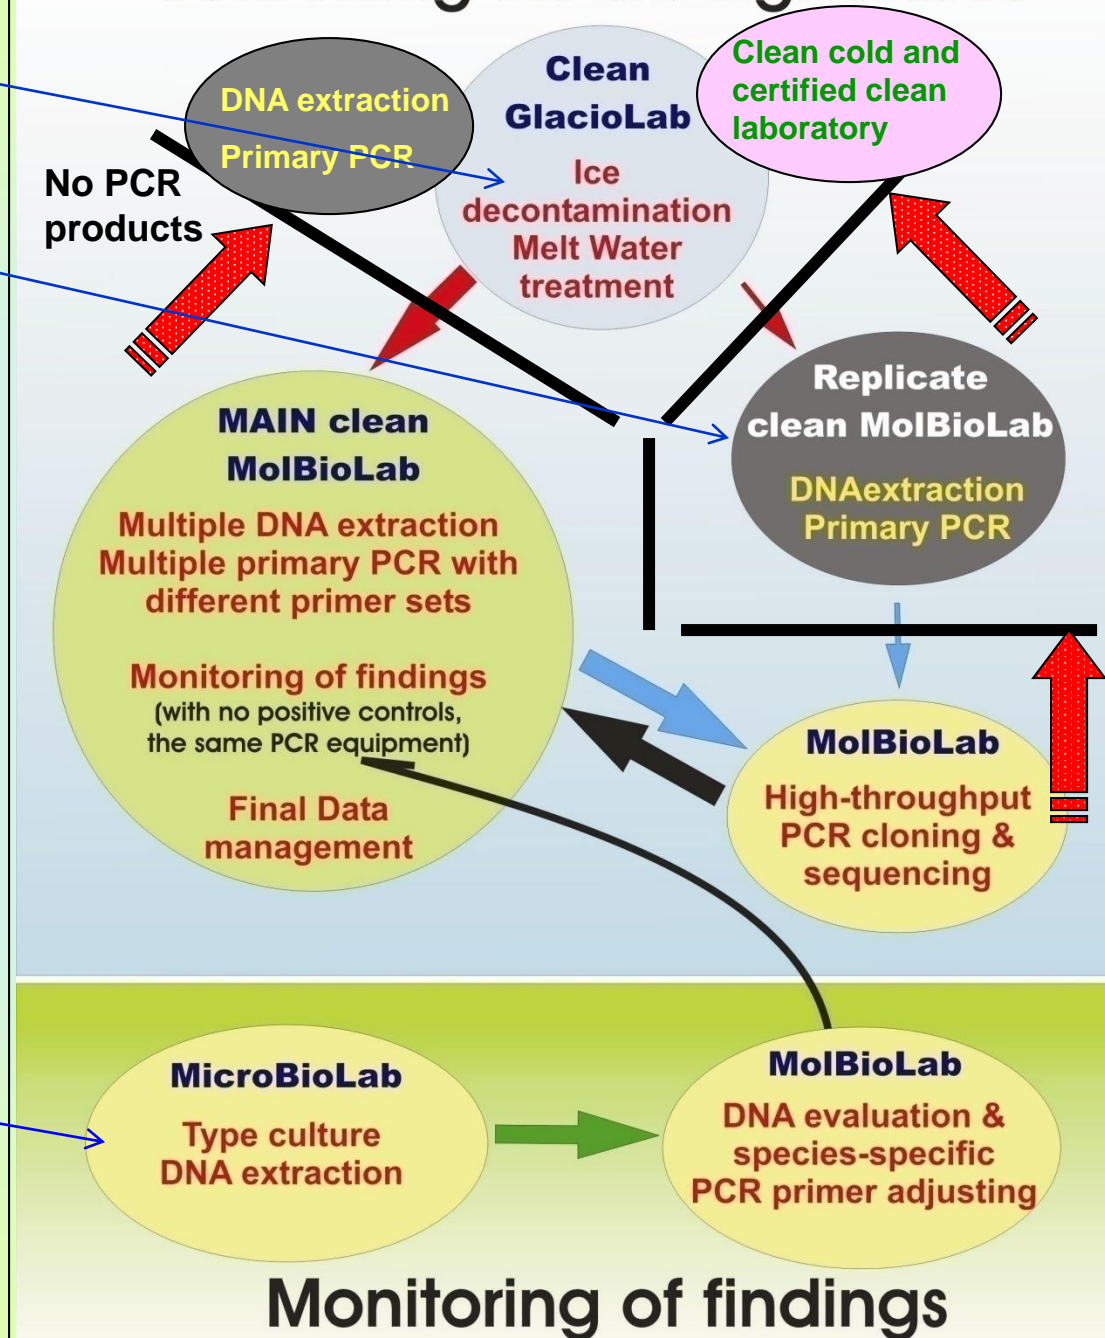 DNA extraction
Primary PCR
Clean
GlacioLab
Ice
decontamination
Melt Water
treatment
Clean cold and
certified clean
laboratory
No PCR
products
MAIN clean
MolBioLab
Multiple DNA extraction
Multiple primary PCR with
different primer sets
Monitoring of findings
(with no positive controls,
the same PCR equipment)
Final Data
management
Replicate
clean MolBioLab
DNAextraction
Primary PCR
MolBioLab
High-throughput
PCR cloning &
sequencing
MicroBioLab
Type culture
DNA extraction
MolBioLab
DNA evaluation &
species-specific
PCR primer adjusting
Monitoring of findings